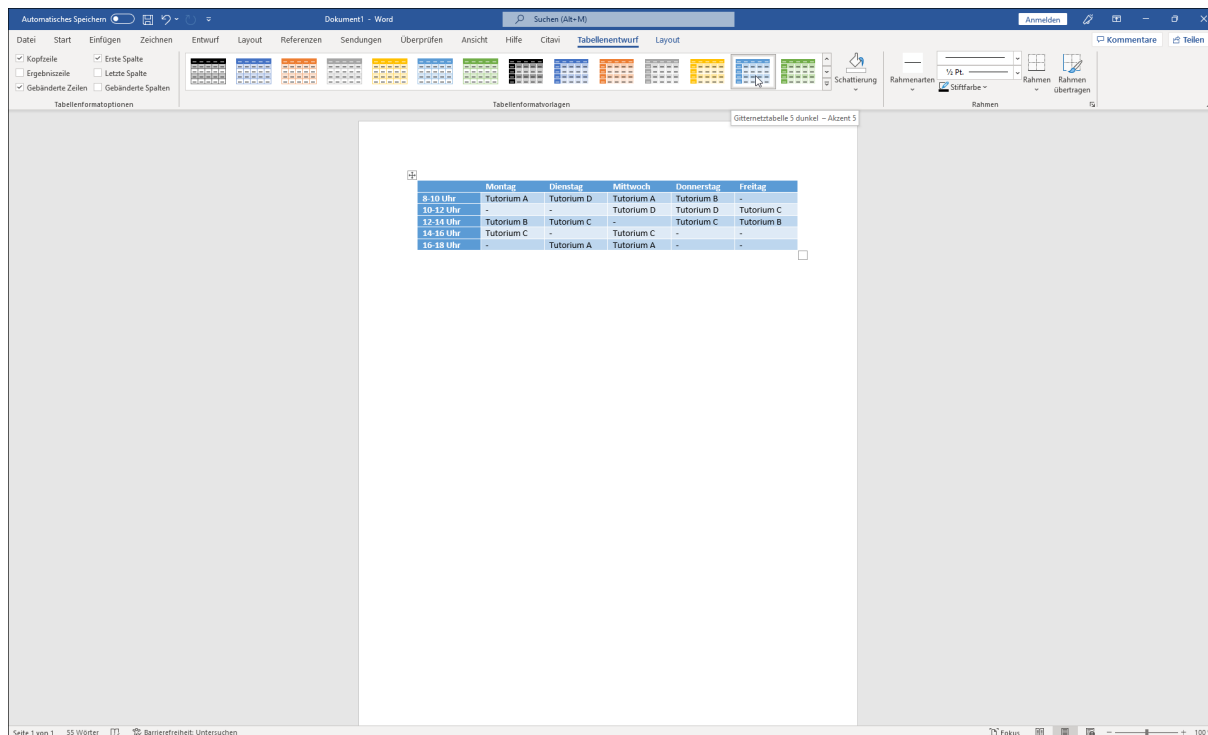 Automatisches Speichern Dokument1 - Word Suchen (Alt+M) Anmelden
Datei Start Einfügen Zeichnen Entwurf Layout Referenzen Sendungen Überprüfen Ansicht Hilfe Citavi Tabellenentwurf Layout Kommentare Teilen
Kopfzeile Erste Spalte
Ergebniszeile Letzte Spalte
Gebänderte Zeilen Gebänderte Spalten
Tabellenformatoptionen
Tabellenformatvorlagen
Schattierung
Rahmenarten
½ Pt.
Stiftfarbe
Rahmen
Rahmen übertragen
Rahmen
Gitternetztabelle 5 dunkel – Akzent 5
Montag Dienstag Mittwoch Donnerstag Freitag
8-10 Uhr Tutorium A Tutorium D Tutorium A Tutorium B -
10-12 Uhr - - Tutorium D Tutorium D Tutorium C
12-14 Uhr Tutorium B Tutorium C - Tutorium C Tutorium B
14-16 Uhr Tutorium C - Tutorium C - -
16-18 Uhr - Tutorium A Tutorium A - -
Seite 1 von 1 55 Wörter Barrierefreiheit: Untersuchen Fokus - + 100